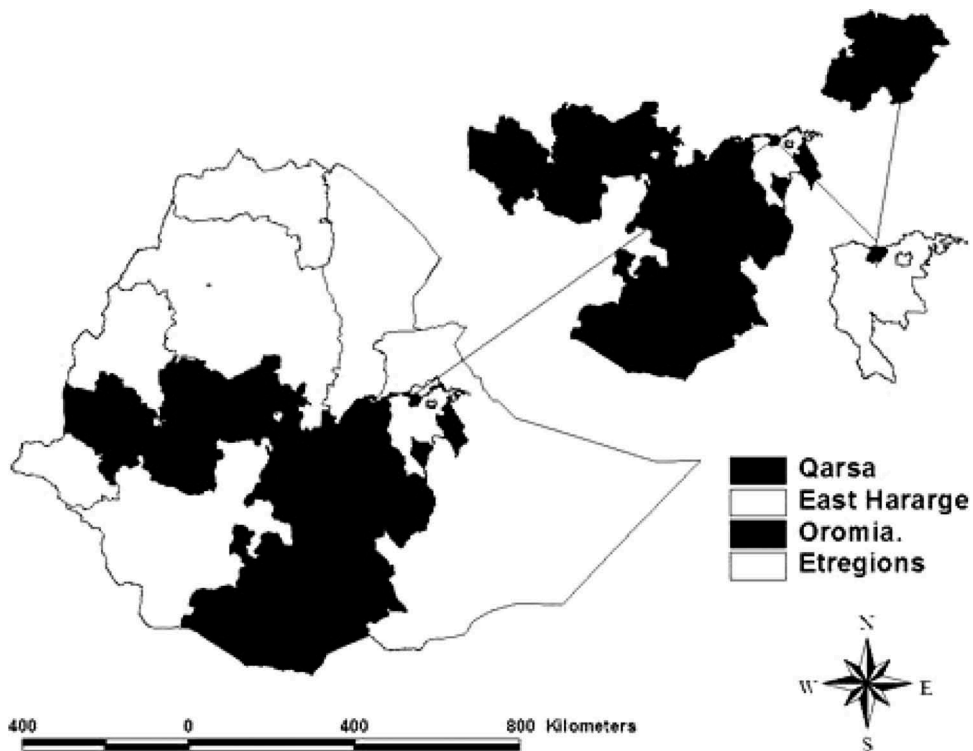 Qarsa
East Hararge
Oromia.
Etregions
N
W E
S
400 0 400 800 Kilometers